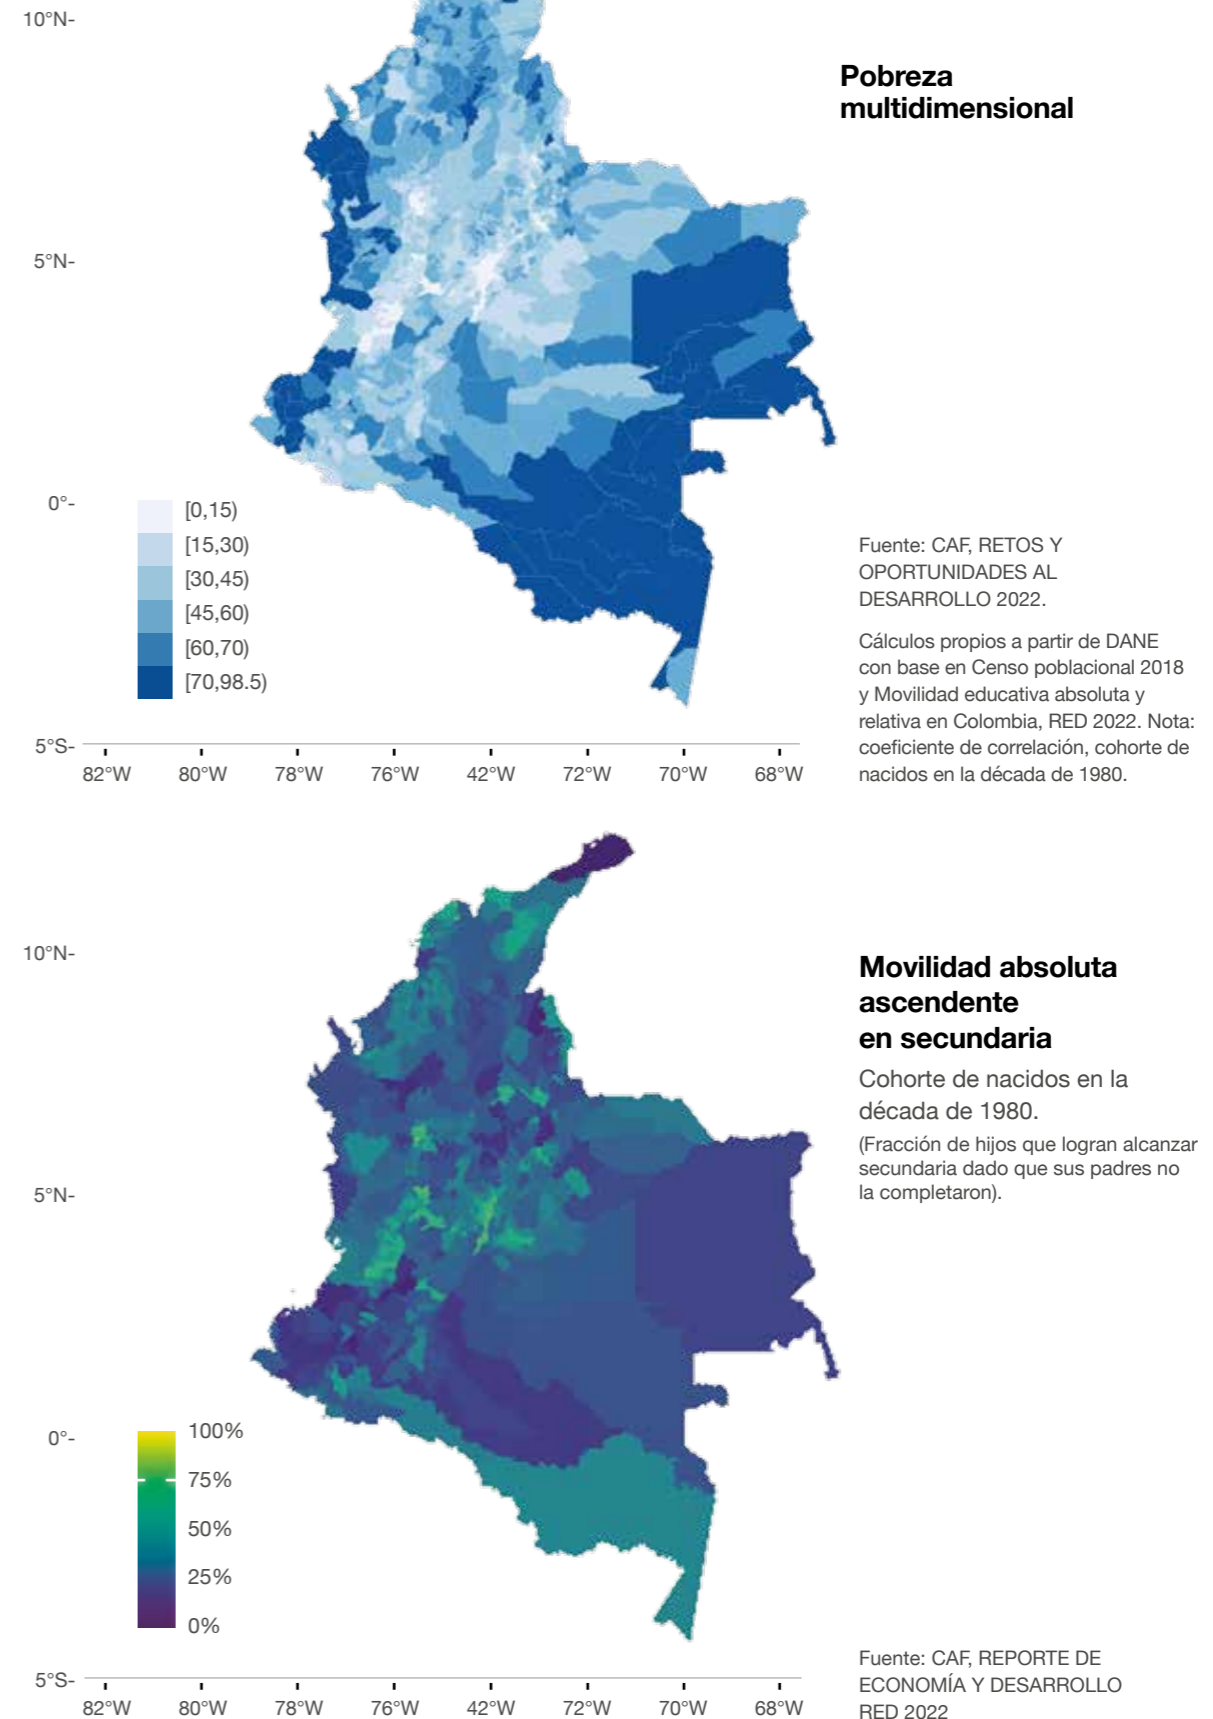 10°N-
Pobreza
multidimensional
5°N-
0°-
[0,15)
[15,30)
[30,45)
[45,60)
[60,70)
[70,98.5)
Fuente: CAF, RETOS Y
OPORTUNIDADES AL
DESARROLLO 2022.
Cálculos propios a partir de DANE
con base en Censo poblacional 2018
y Movilidad educativa absoluta y
relativa en Colombia, RED 2022. Nota:
coeficiente de correlación, cohorte de
nacidos en la década de 1980.
5°S-
82°W 80°W 78°W 76°W 42°W 72°W 70°W 68°W
10°N-
Movilidad absoluta
ascendente
en secundaria
Cohorte de nacidos en la
década de 1980.
(Fracción de hijos que logran alcanzar
secundaria dado que sus padres no
la completaron).
5°N-
0°-
100%
75%
50%
25%
0%
5°S-
82°W 80°W 78°W 76°W 42°W 72°W 70°W 68°W
Fuente: CAF, REPORTE DE
ECONOMÍA Y DESARROLLO
RED 2022